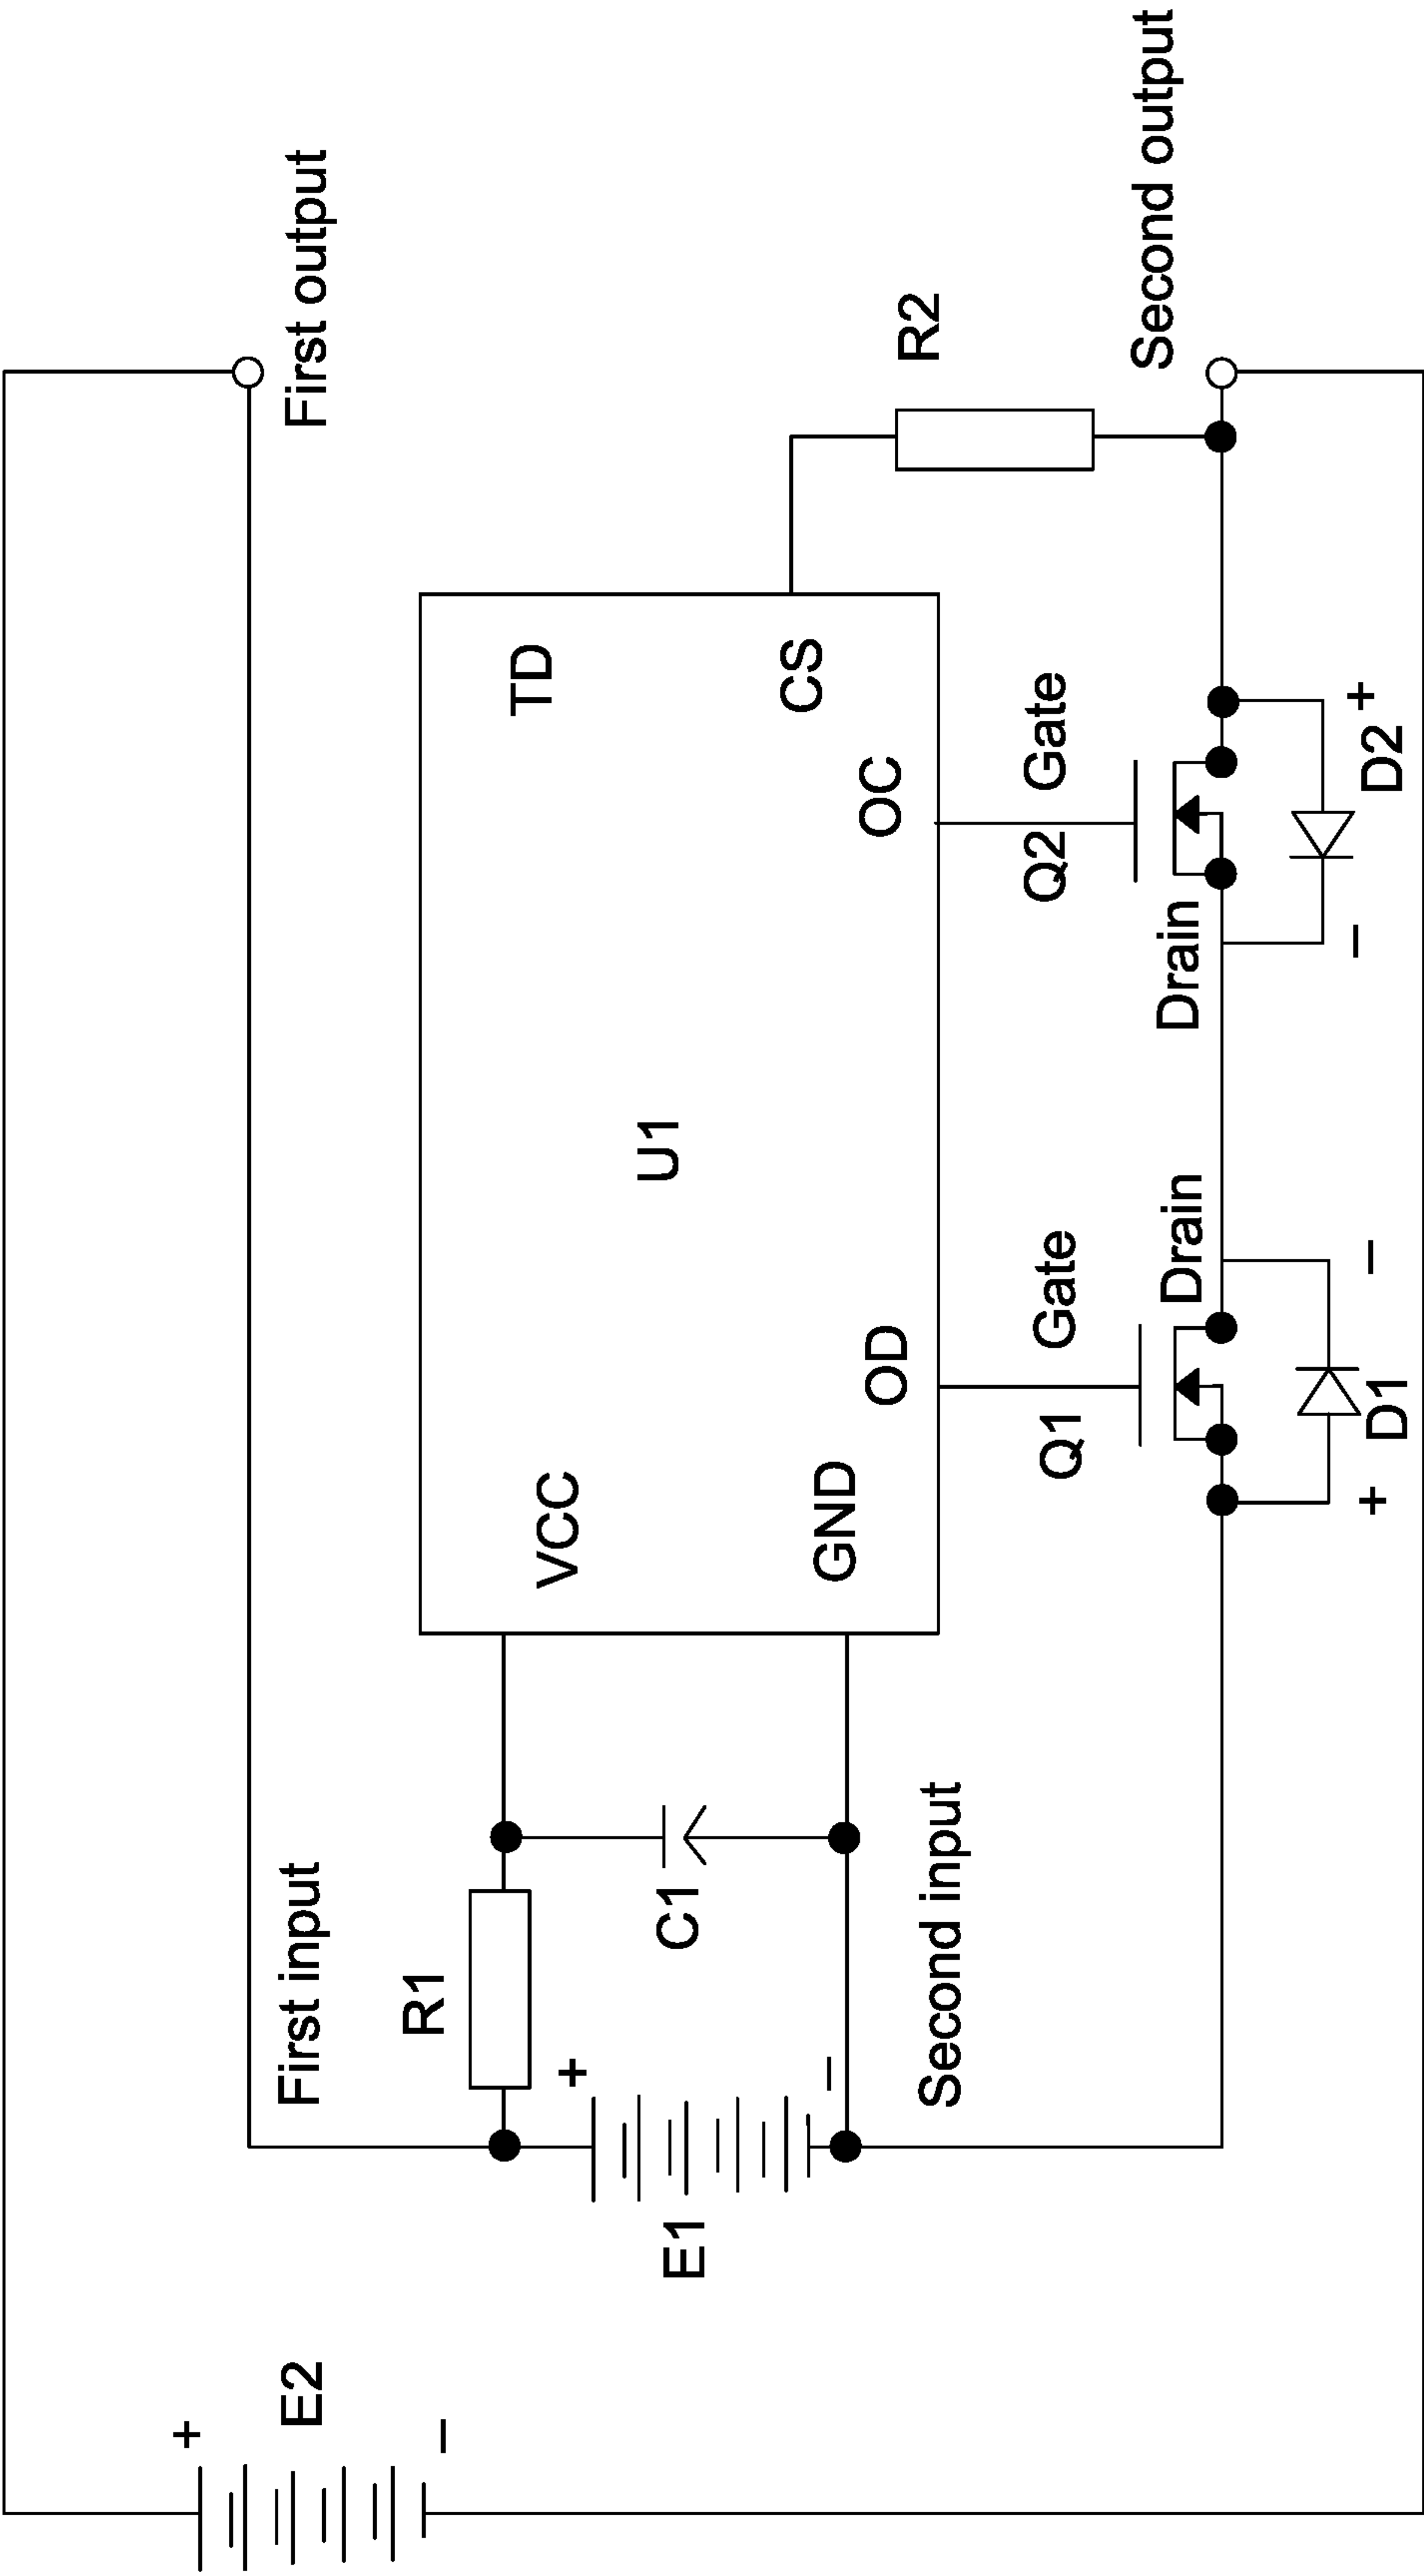 E2
+
−
First output
First input
R1
E1
+
−
C1
Second input
U1
VCC
GND
TD
CS
OD
OC
R2
Second output
Q1
Gate
Drain
Q2
Gate
Drain
+
D1
−
−
D2
+